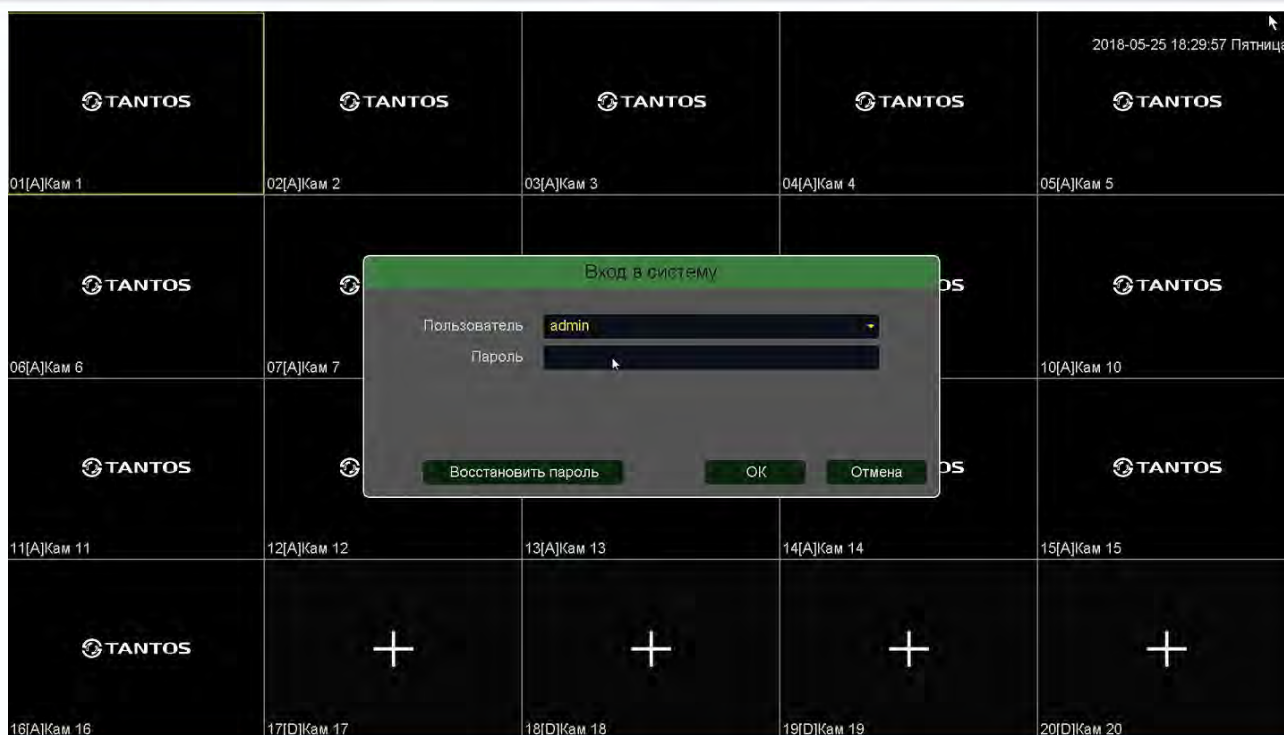 2018-05-25 18:29:57 Пятница
TANTOS TANTOS TANTOS TANTOS TANTOS
01[A]Кам 1 02[A]Кам 2 03[A]Кам 3 04[A]Кам 4 05[A]Кам 5
Вход в систему
TANTOS OS TANTOS
Пользователь admin
Пароль
06[A]Кам 6 07[A]Кам 7 10[A]Кам 10
TANTOS OS TANTOS
Восстановить пароль OK Отмена
11[A]Кам 11 12[A]Кам 12 13[A]Кам 13 14[A]Кам 14 15[A]Кам 15
TANTOS
16[A]Кам 16 17[D]Кам 17 18[D]Кам 18 19[D]Кам 19 20[D]Кам 20